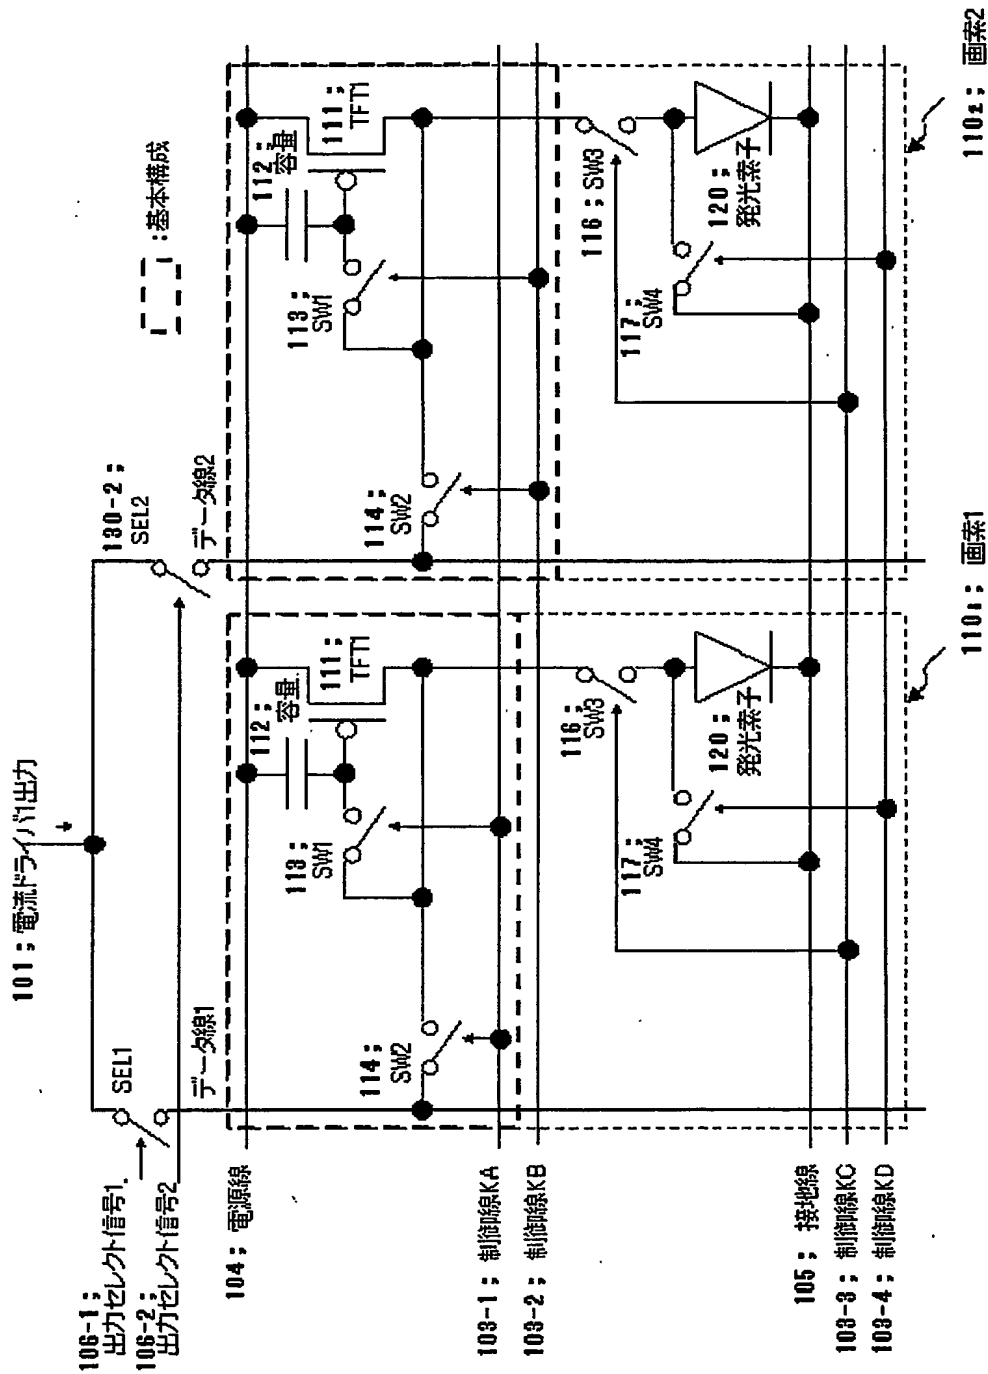 101 ; 電流ドライバ1出力
106-1 ;
出力セレクト信号1
106-2 ;
出力セレクト信号2
SEL1
130-2 ;
SEL2
:基本構成
データ線1
データ線2
104 ; 電源線
112 ;
容量
111 ;
TFT1
113 ;
SW1
114 ;
SW2
112 ;
容量
111 ;
TFT1
113 ;
SW1
114 ;
SW2
103-1 ; 制御線KA
103-2 ; 制御線KB
116 ;
SW3
117 ;
SW4
120 ;
発光素子
116 ; SW3
117 ;
SW4
120 ;
発光素子
105 ; 接地線
103-3 ; 制御線KC
103-4 ; 制御線KD
110₁ ; 画素1
110₂ ; 画素2